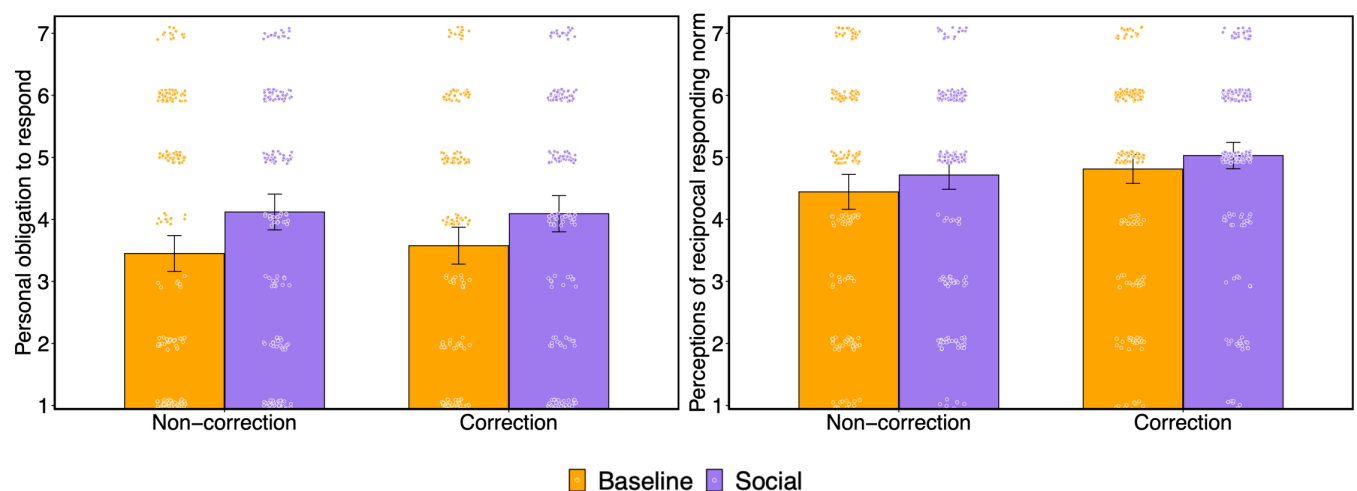 Personal obligation to respond
7
6
5
4
3
2
1
Non-correction
Correction
Perceptions of reciprocal responding norm
7
6
5
4
3
2
1
Non-correction
Correction
Baseline
Social